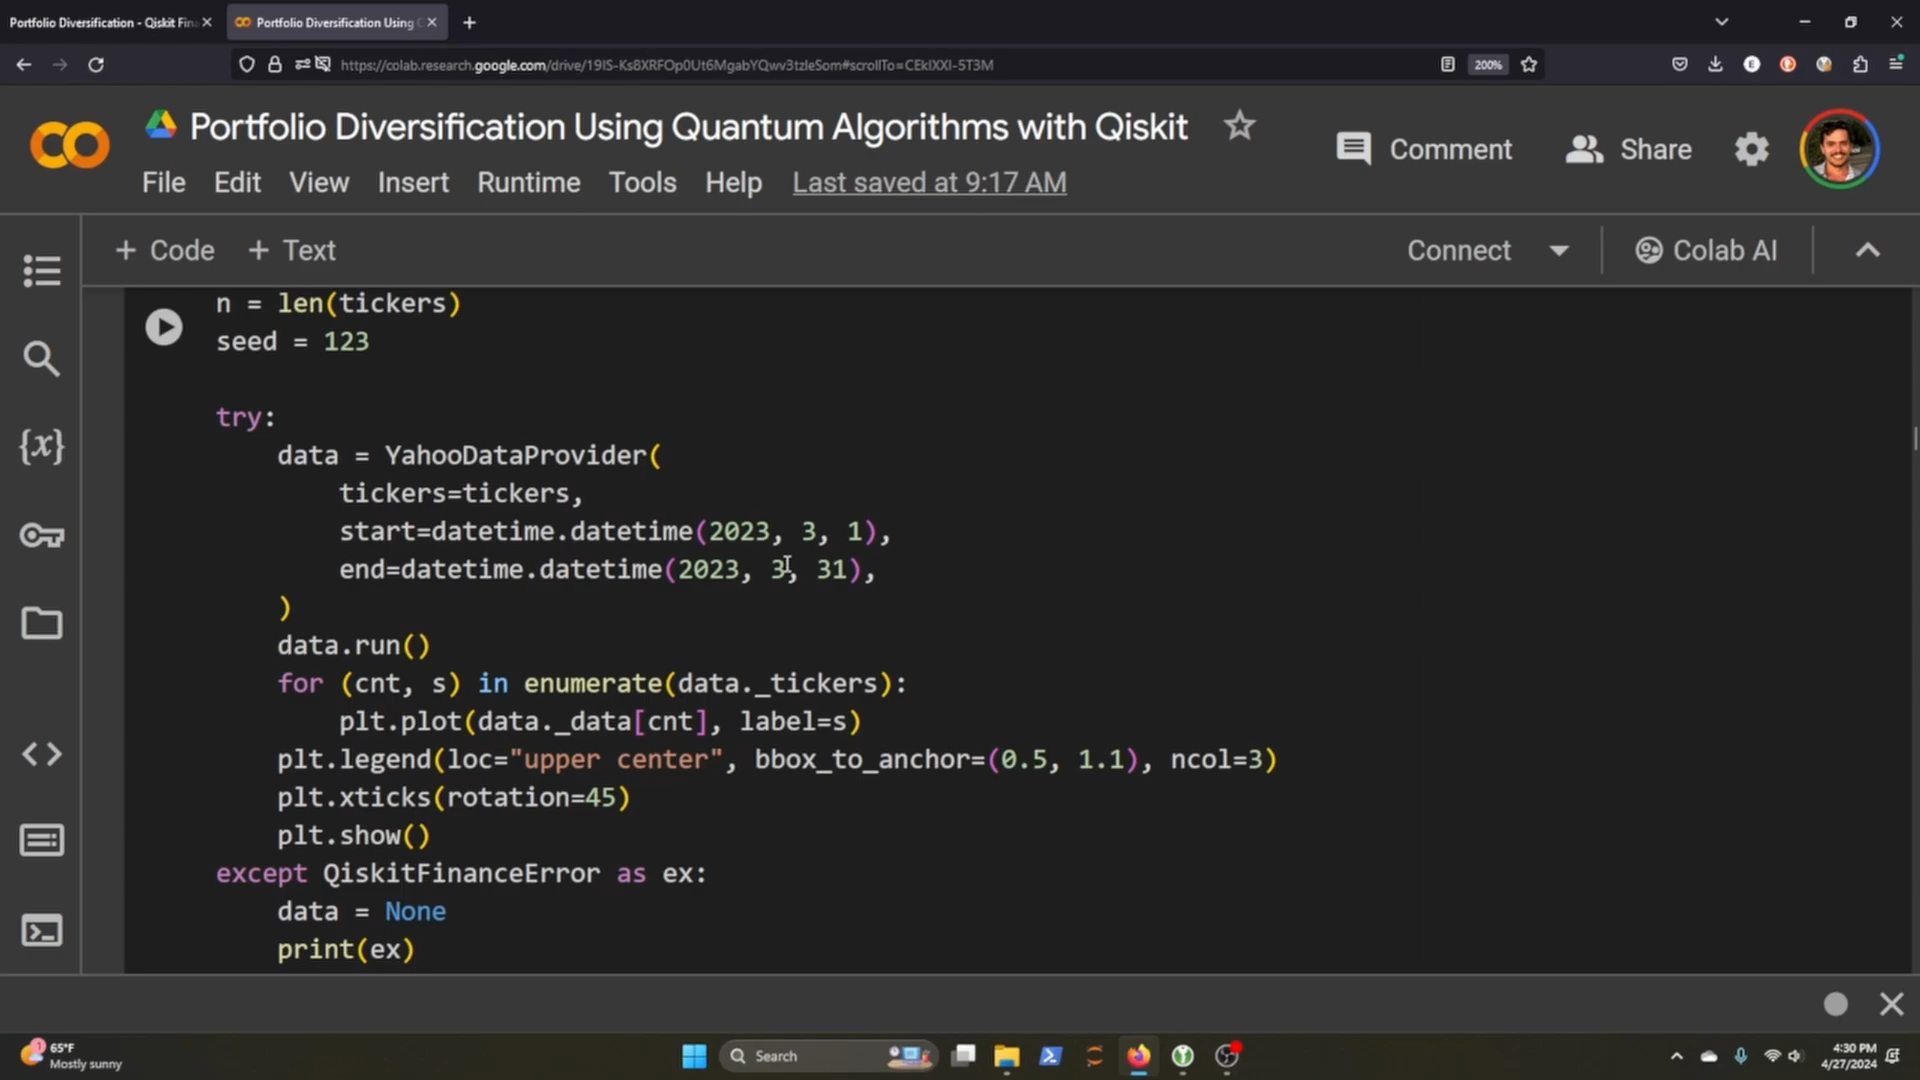 Portfolio Diversification - Qiskit Fin
Portfolio Diversification Using
https://colab.research.google.com/drive/19IS-Ks8XRFOp0Ut6MgabYQwv3tzleSom#scrollTo=CEkIXXI-5T3M
200%
Portfolio Diversification Using Quantum Algorithms with Qiskit
Comment
Share
File Edit View Insert Runtime Tools Help Last saved at 9:17 AM
+ Code + Text
Connect
Colab AI
n = len(tickers)
seed = 123
try:
data = YahooDataProvider(
tickers=tickers,
start=datetime.datetime(2023, 3, 1),
end=datetime.datetime(2023, 3, 31),
)
data.run()
for (cnt, s) in enumerate(data._tickers):
plt.plot(data._data[cnt], label=s)
plt.legend(loc="upper center", bbox_to_anchor=(0.5, 1.1), ncol=3)
plt.xticks(rotation=45)
plt.show()
except QiskitFinanceError as ex:
data = None
print(ex)
1
65°F
Mostly sunny
Search
4:30 PM
4/27/2024